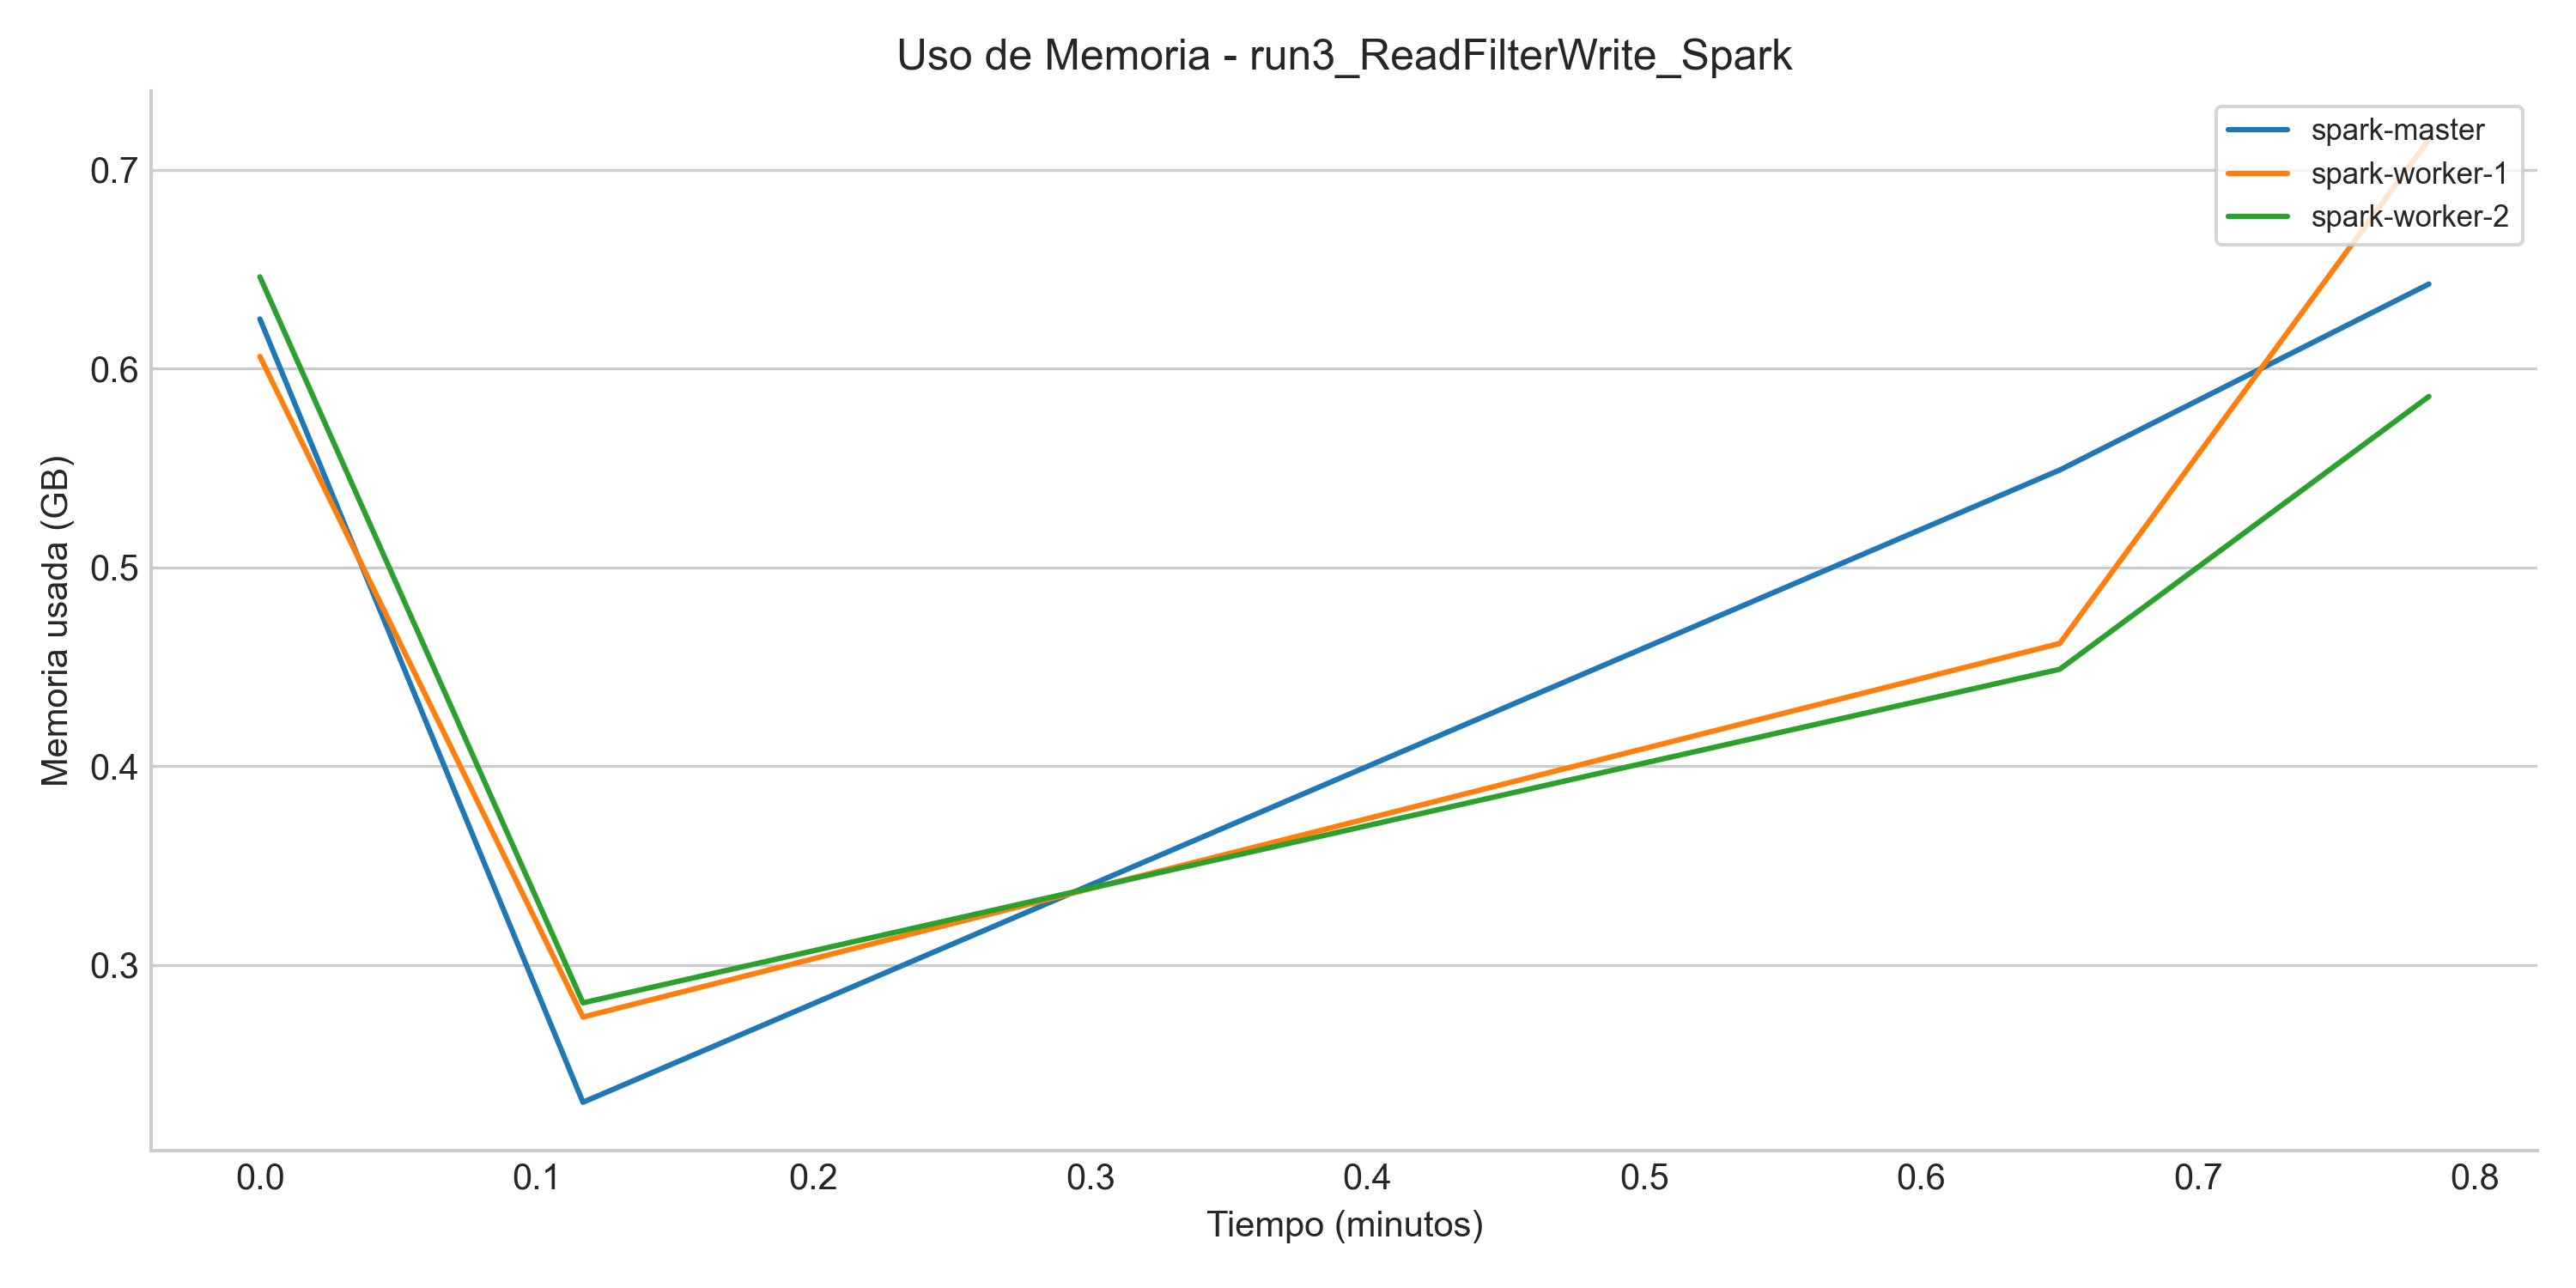 Uso de Memoria - run3_ReadFilterWrite_Spark
spark-master
spark-worker-1
spark-worker-2
Memoria usada (GB)
0.7
0.6
0.5
0.4
0.3
0.0 0.1 0.2 0.3 0.4 0.5 0.6 0.7 0.8
Tiempo (minutos)